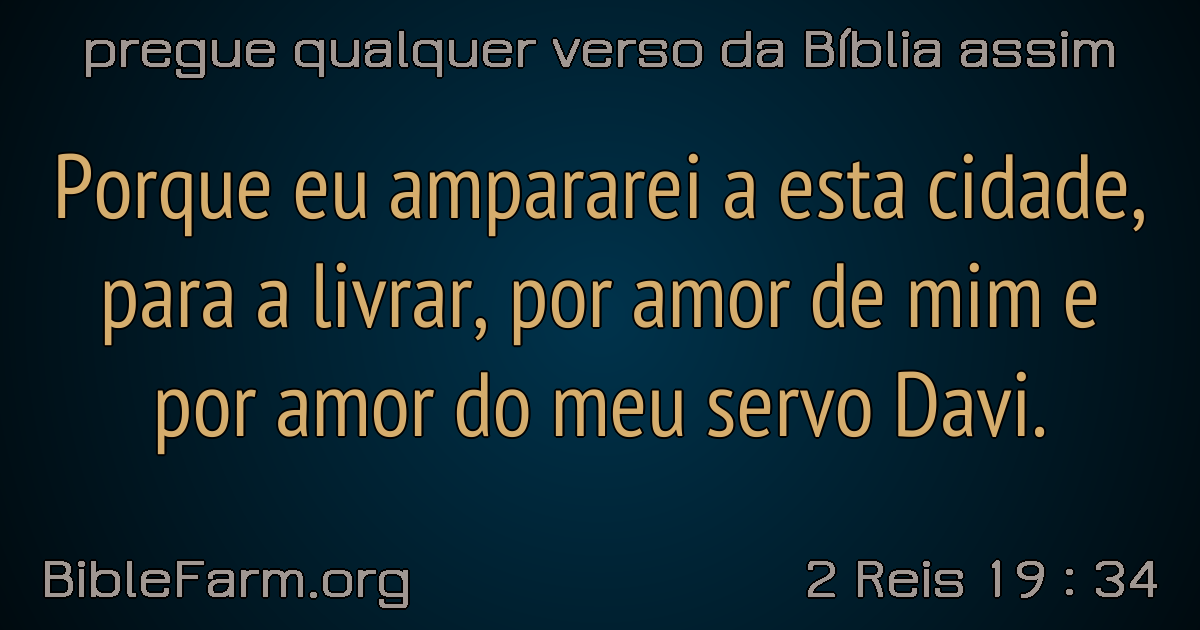 pregue qualquer verso da Bíblia assim
Porque eu ampararei a esta cidade,
para a livrar, por amor de mim e
por amor do meu servo Davi.
BibleFarm.org
2 Reis 19 : 34